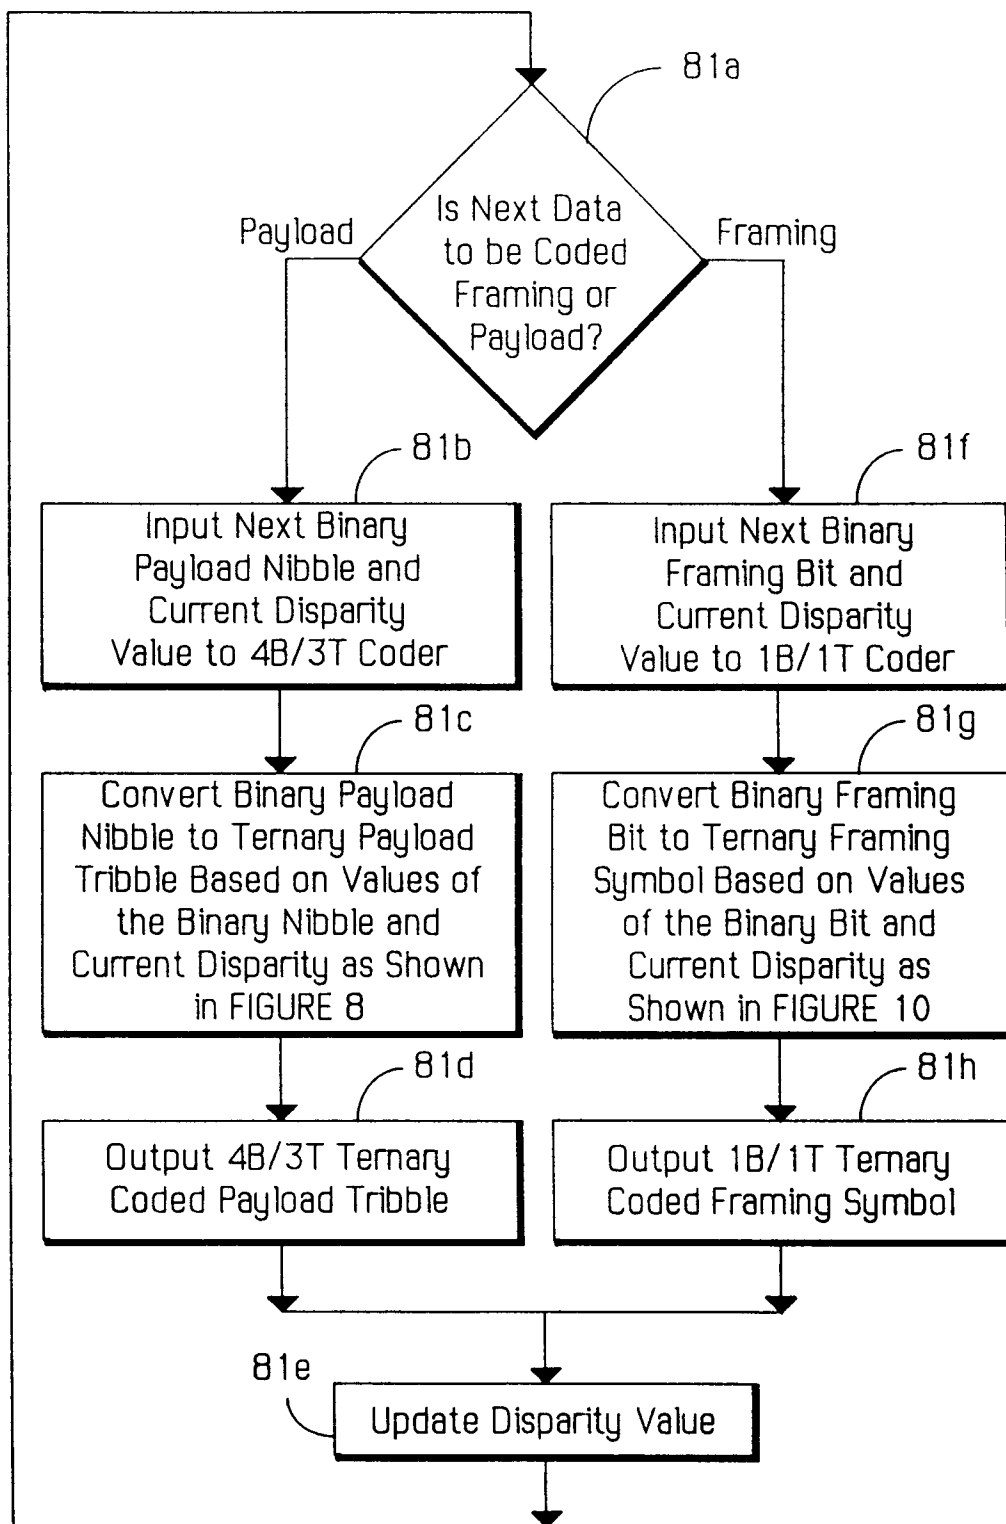 81a
Is Next Data
to be Coded
Framing or
Payload?
Payload
Framing
81b
Input Next Binary
Payload Nibble and
Current Disparity
Value to 4B/3T Coder
81f
Input Next Binary
Framing Bit and
Current Disparity
Value to 1B/1T Coder
81c
Convert Binary Payload
Nibble to Ternary Payload
Tribble Based on Values of
the Binary Nibble and
Current Disparity as Shown
in FIGURE 8
81g
Convert Binary Framing
Bit to Ternary Framing
Symbol Based on Values
of the Binary Bit and
Current Disparity as
Shown in FIGURE 10
81d
Output 4B/3T Ternary
Coded Payload Tribble
81h
Output 1B/1T Ternary
Coded Framing Symbol
81e
Update Disparity Value